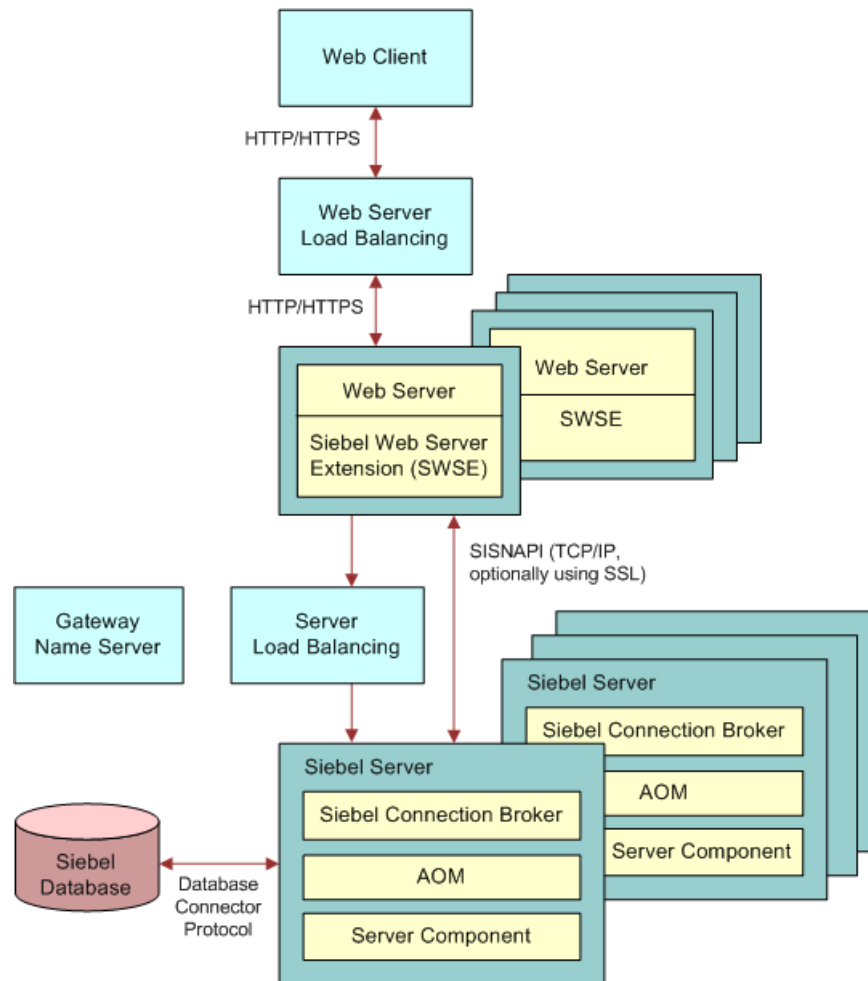 Web Client
HTTP/HTTPS
Web Server
Load Balancing
HTTP/HTTPS
Web Server
Siebel Web Server
Extension (SWSE)
Web Server
SWSE
SISNAPI (TCP/IP,
optionally using SSL)
Gateway
Name Server
Server
Load Balancing
Siebel Server
Siebel Connection Broker
AOM
Server Component
Siebel Server
Siebel Connection Broker
AOM
Server Component
Siebel
Database
Database
Connector
Protocol